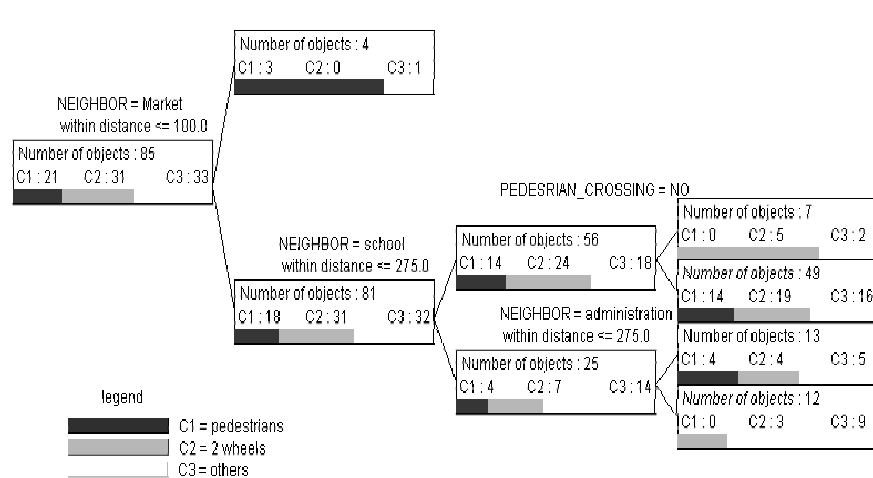 Number of objects : 4
C1 : 3 C2 : 0 C3 : 1
NEIGHBOR = Market
within distance <= 100.0
Number of objects : 85
C1 : 21 C2 : 31 C3 : 33
PEDESRIAN_CROSSING = NO
Number of objects : 7
C1 : 0 C2 : 5 C3 : 2
NEIGHBOR = school
within distance <= 275.0
Number of objects : 56
C1 : 14 C2 : 24 C3 : 18
Number of objects : 49
C1 : 14 C2 : 19 C3 : 16
Number of objects : 81
C1 : 18 C2 : 31 C3 : 32
NEIGHBOR = administration
within distance <= 275.0
Number of objects : 13
C1 : 4 C2 : 4 C3 : 5
Number of objects : 25
C1 : 4 C2 : 7 C3 : 14
Number of objects : 12
C1 : 0 C2 : 3 C3 : 9
legend
C1 = pedestrians
C2 = 2 wheels
C3 = others